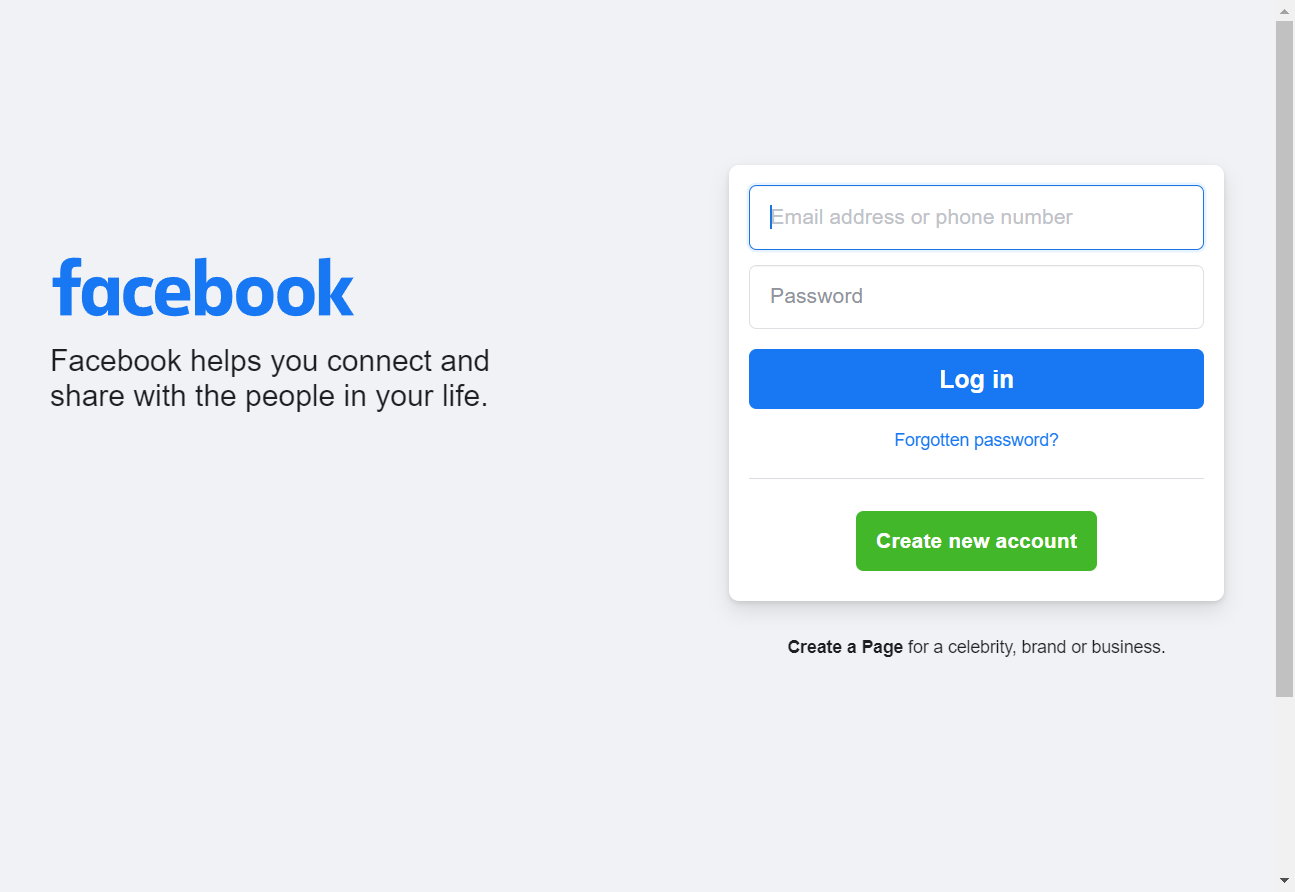 facebook
Facebook helps you connect and
share with the people in your life.
Email address or phone number
Password
Log in
Forgotten password?
Create new account
Create a Page for a celebrity, brand or business.